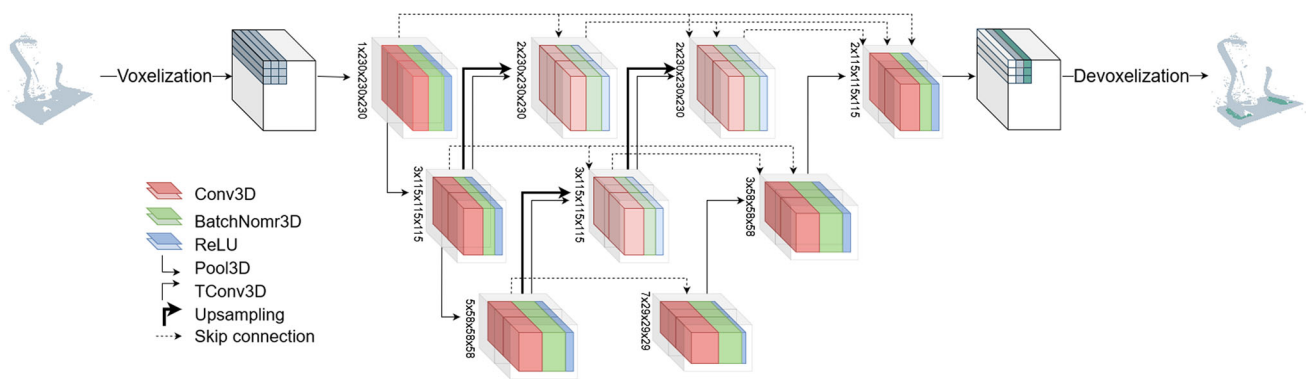 Voxelization
1x230x230x230
2x230x230x230
2x230x230x230
2x115x115x115
Devoxelization
3x115x115x115
3x115x115x115
3x58x58x58
5x58x58x58
7x29x29x29
Conv3D
BatchNomr3D
ReLU
Pool3D
TConv3D
Upsampling
Skip connection